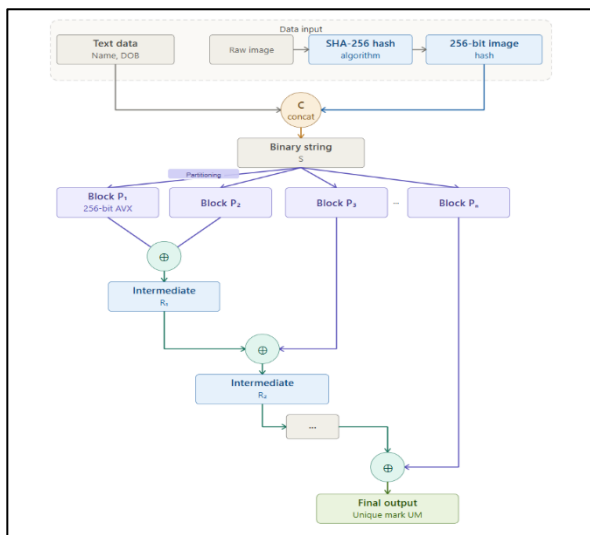 Data input
Text data
Name, DOB
Raw image
SHA-256 hash
algorithm
256-bit image
hash
C
concat
Binary string
S
Partitioning
Block P₁
256-bit AVX
Block P₂
Block P₃
...
Block Pₙ
⊕
Intermediate
R₁
⊕
Intermediate
R₂
...
⊕
Final output
Unique mark UM